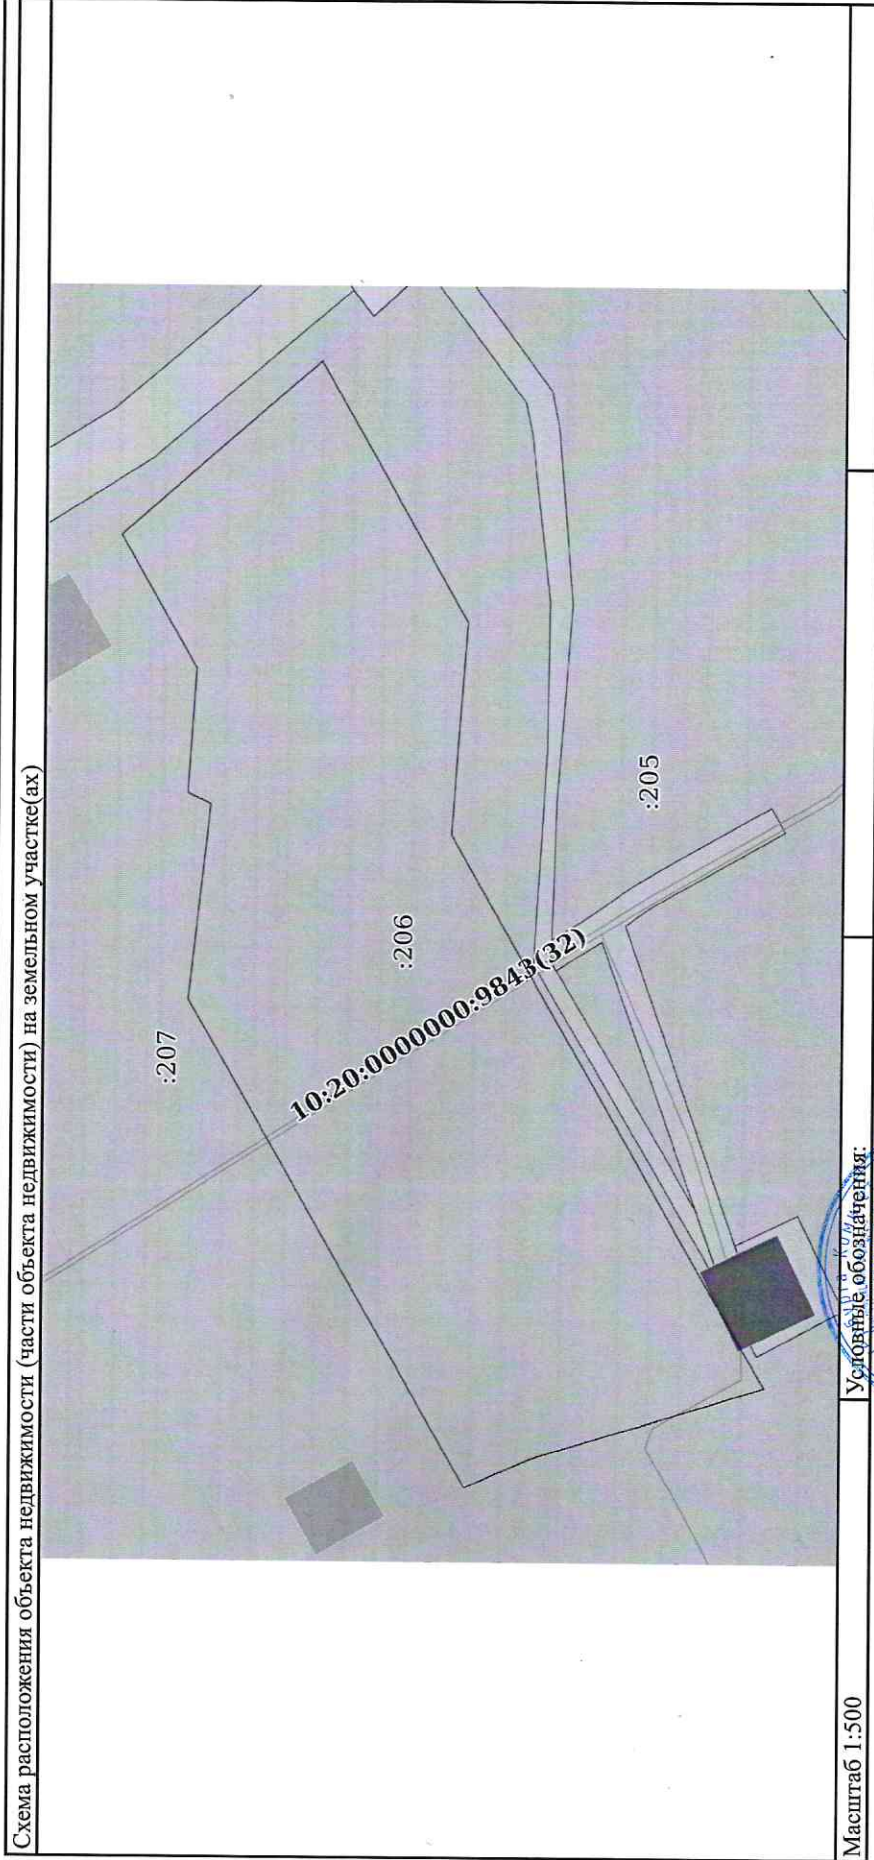 Схема расположения объекта недвижимости (части объекта недвижимости) на земельном участке(ах)
:207
:206
10:20:0000000:9843(32)
:205
Масштаб 1:500
Условные обозначения: